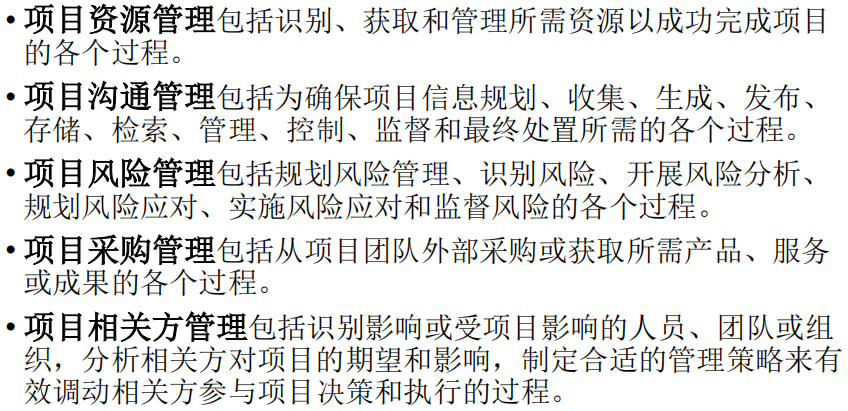 •项目资源管理包括识别、获取和管理所需资源以成功完成项目
的各个过程。
•项目沟通管理包括为确保项目信息规划、收集、生成、发布、
存储、检索、管理、控制、监督和最终处置所需的各个过程。
•项目风险管理包括规划风险管理、识别风险、开展风险分析、
规划风险应对、实施风险应对和监督风险的各个过程。
•项目采购管理包括从项目团队外部采购或获取所需产品、服务
或成果的各个过程。
•项目相关方管理包括识别影响或受项目影响的人员、团队或组
织，分析相关方对项目的期望和影响，制定合适的管理策略来有
效调动相关方参与项目决策和执行的过程。